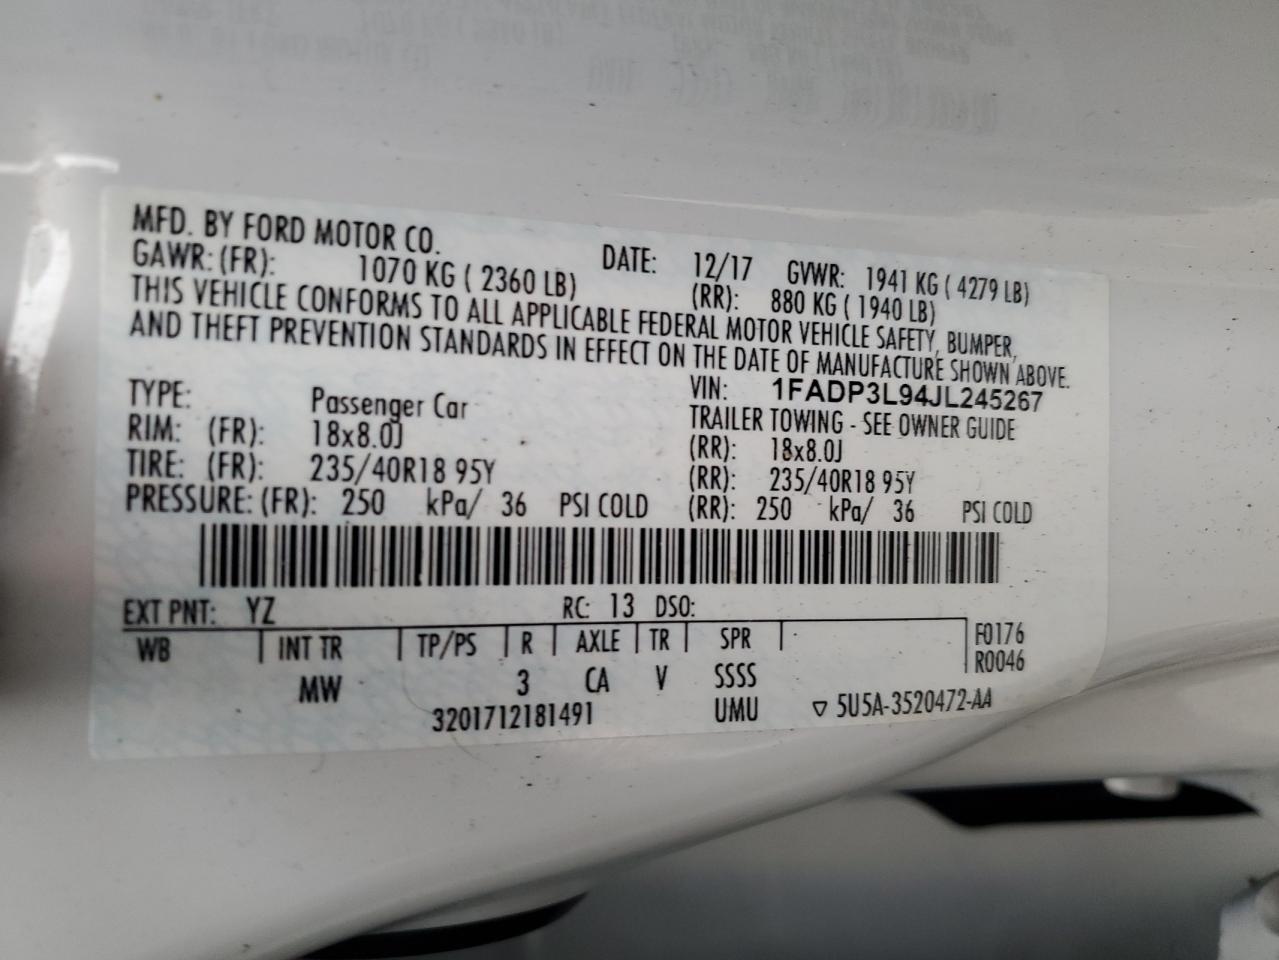 MFD. BY FORD MOTOR CO.
DATE: 12/17 GVWR: 1941 KG ( 4279 LB)
GAWR: (FR): 1070 KG ( 2360 LB) (RR): 880 KG ( 1940 LB)
THIS VEHICLE CONFORMS TO ALL APPLICABLE FEDERAL MOTOR VEHICLE SAFETY, BUMPER,
AND THEFT PREVENTION STANDARDS IN EFFECT ON THE DATE OF MANUFACTURE SHOWN ABOVE.
VIN: 1FADP3L94JL245267
TYPE: Passenger Car TRAILER TOWING - SEE OWNER GUIDE
RIM: (FR): 18x8.0J (RR): 18x8.0J
TIRE: (FR): 235/40R18 95Y (RR): 235/40R18 95Y
PRESSURE: (FR): 250 kPa/ 36 PSI COLD (RR): 250 kPa/ 36 PSI COLD
EXT PNT: YZ RC: 13 DSO:
WB INT TR TP/PS R AXLE TR SPR F0176
R0046
MW 3 CA V SSSS
3201712181491 UMU ▽ 5U5A-3520472-AA